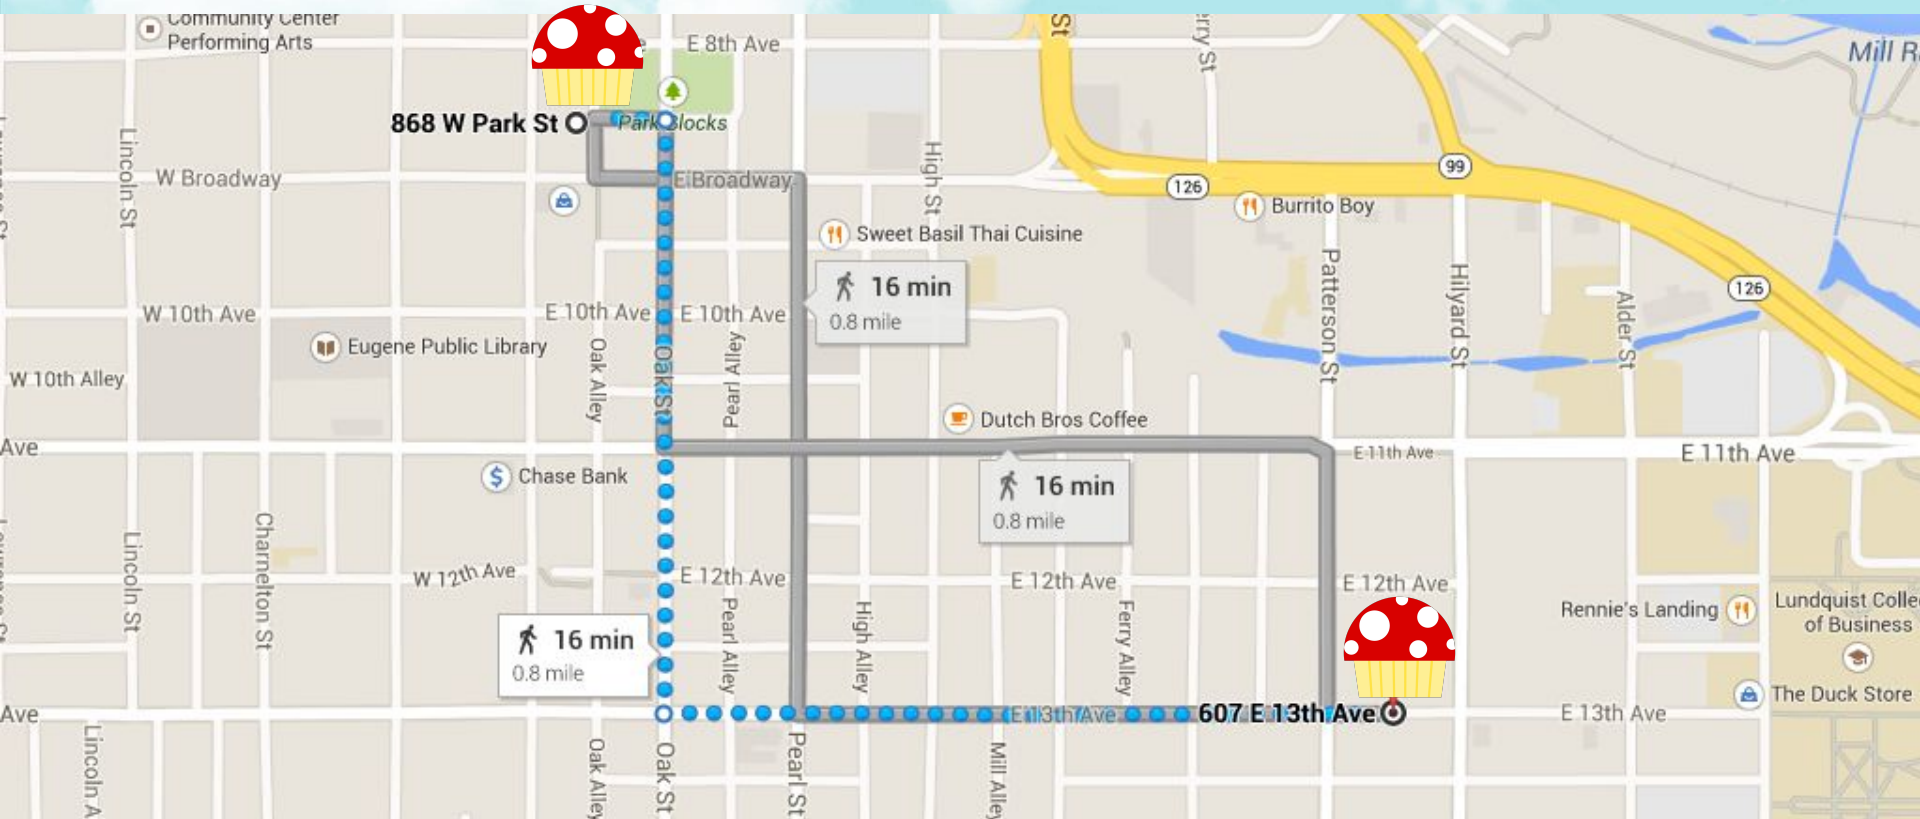 Community Center
Performing Arts
E 8th Ave
St
erry St
Mill R
868 W Park St
Park Blocks
Lincoln St
W Broadway
E Broadway
High St
99
126
Burrito Boy
Sweet Basil Thai Cuisine
16 min
0.8 mile
Patterson St
Hilyard St
Alder St
126
W 10th Ave
E 10th Ave
E 10th Ave
Eugene Public Library
W 10th Alley
Oak Alley
Oak St
Pearl Alley
Dutch Bros Coffee
Ave
E 11th Ave
E 11th Ave
Chase Bank
16 min
0.8 mile
Lincoln St
Charnelton St
W 12th Ave
E 12th Ave
E 12th Ave
E 12th Ave
Pearl Alley
High Alley
Ferry Alley
Rennie's Landing
Lundquist Colle
of Business
16 min
0.8 mile
The Duck Store
Ave
E 13th Ave
607 E 13th Ave
E 13th Ave
Lincoln A
Oak Alley
Oak St
Pearl St
Mill Alley